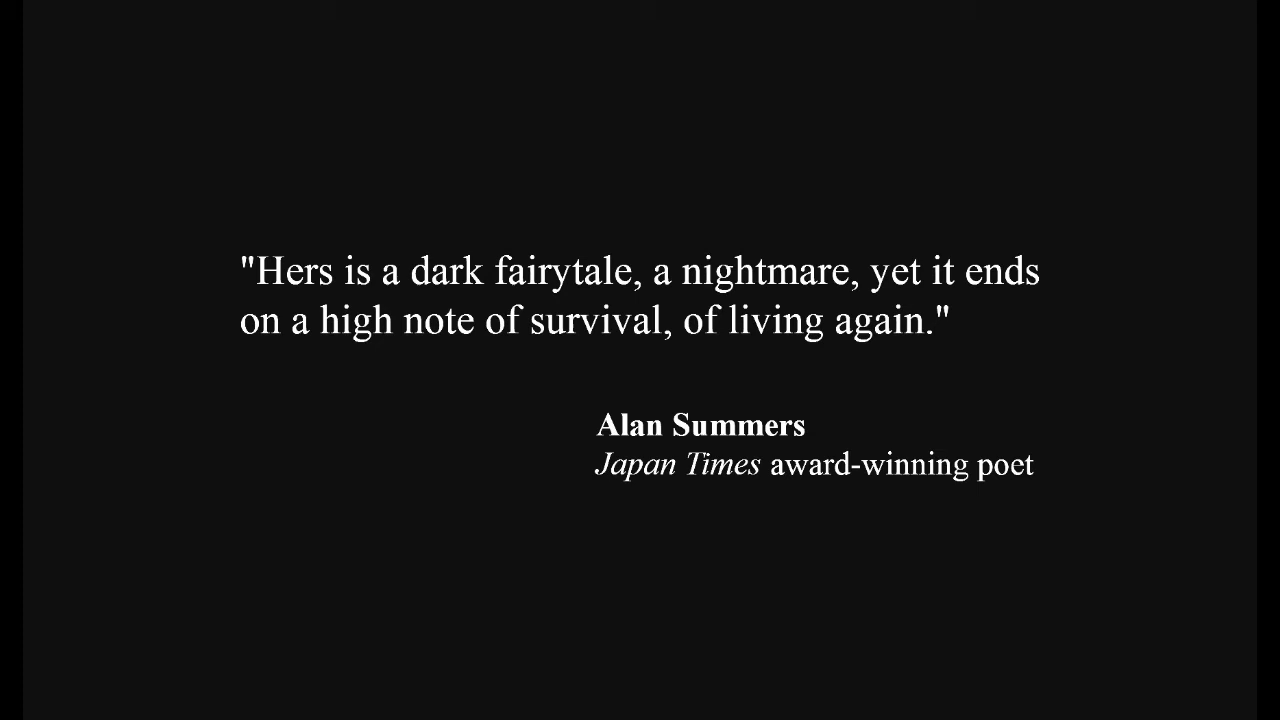 "Hers is a dark fairytale, a nightmare, yet it ends
on a high note of survival, of living again."
Alan Summers
Japan Times award-winning poet